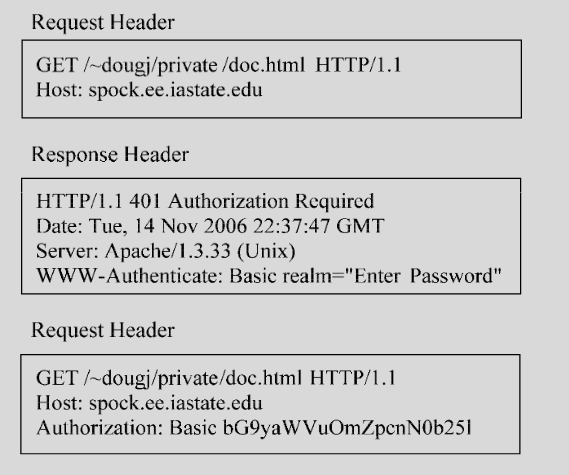 Request Header
GET /~dougj/private /doc.html HTTP/1.1
Host: spock.ee.iastate.edu
Response Header
HTTP/1.1 401 Authorization Required
Date: Tue, 14 Nov 2006 22:37:47 GMT
Server: Apache/1.3.33 (Unix)
WWW-Authenticate: Basic realm="Enter Password"
Request Header
GET /~dougj/private/doc.html HTTP/1.1
Host: spock.ee.iastate.edu
Authorization: Basic bG9yaWVuOmZpcnN0b25l